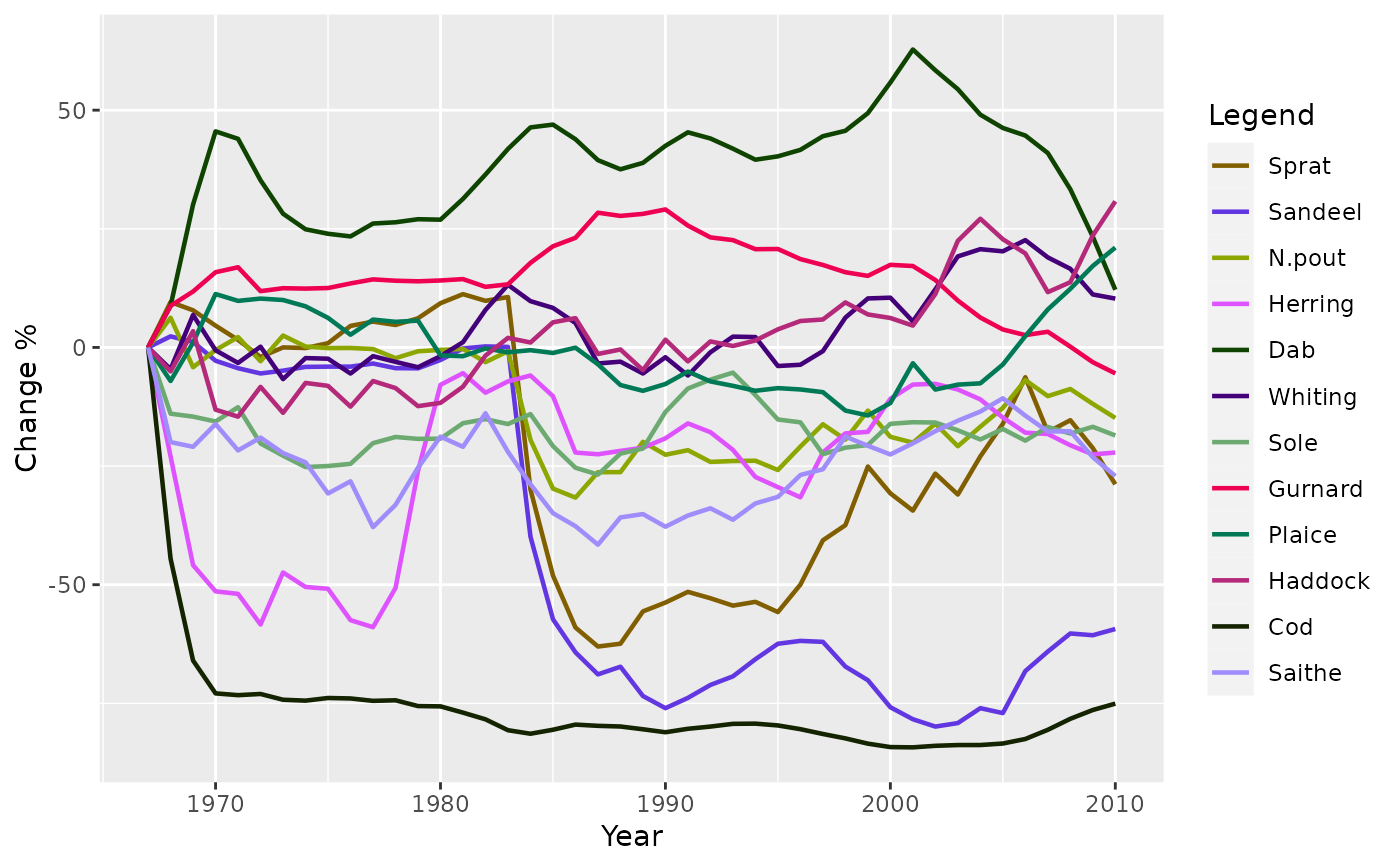 50
0
-50
Change %
1970 1980 1990 2000 2010
Year
Legend
Sprat
Sandeel
N.pout
Herring
Dab
Whiting
Sole
Gurnard
Plaice
Haddock
Cod
Saithe